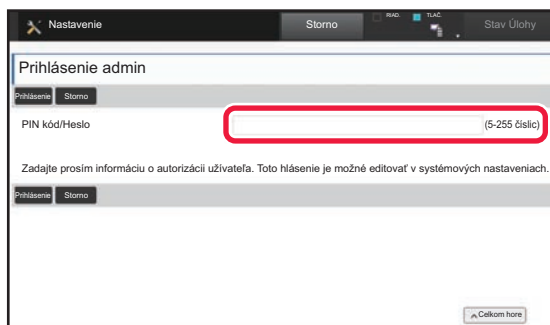 Nastavenie Storno RIAD. TLAČ. Stav Úlohy
Prihlásenie admin
Prihlásenie Storno
PIN kód/Heslo (5-255 číslic)
Zadajte prosím informáciu o autorizácii užívateľa. Toto hlásenie je možné editovať v systémových nastaveniach.
Prihlásenie Storno
Celkom hore